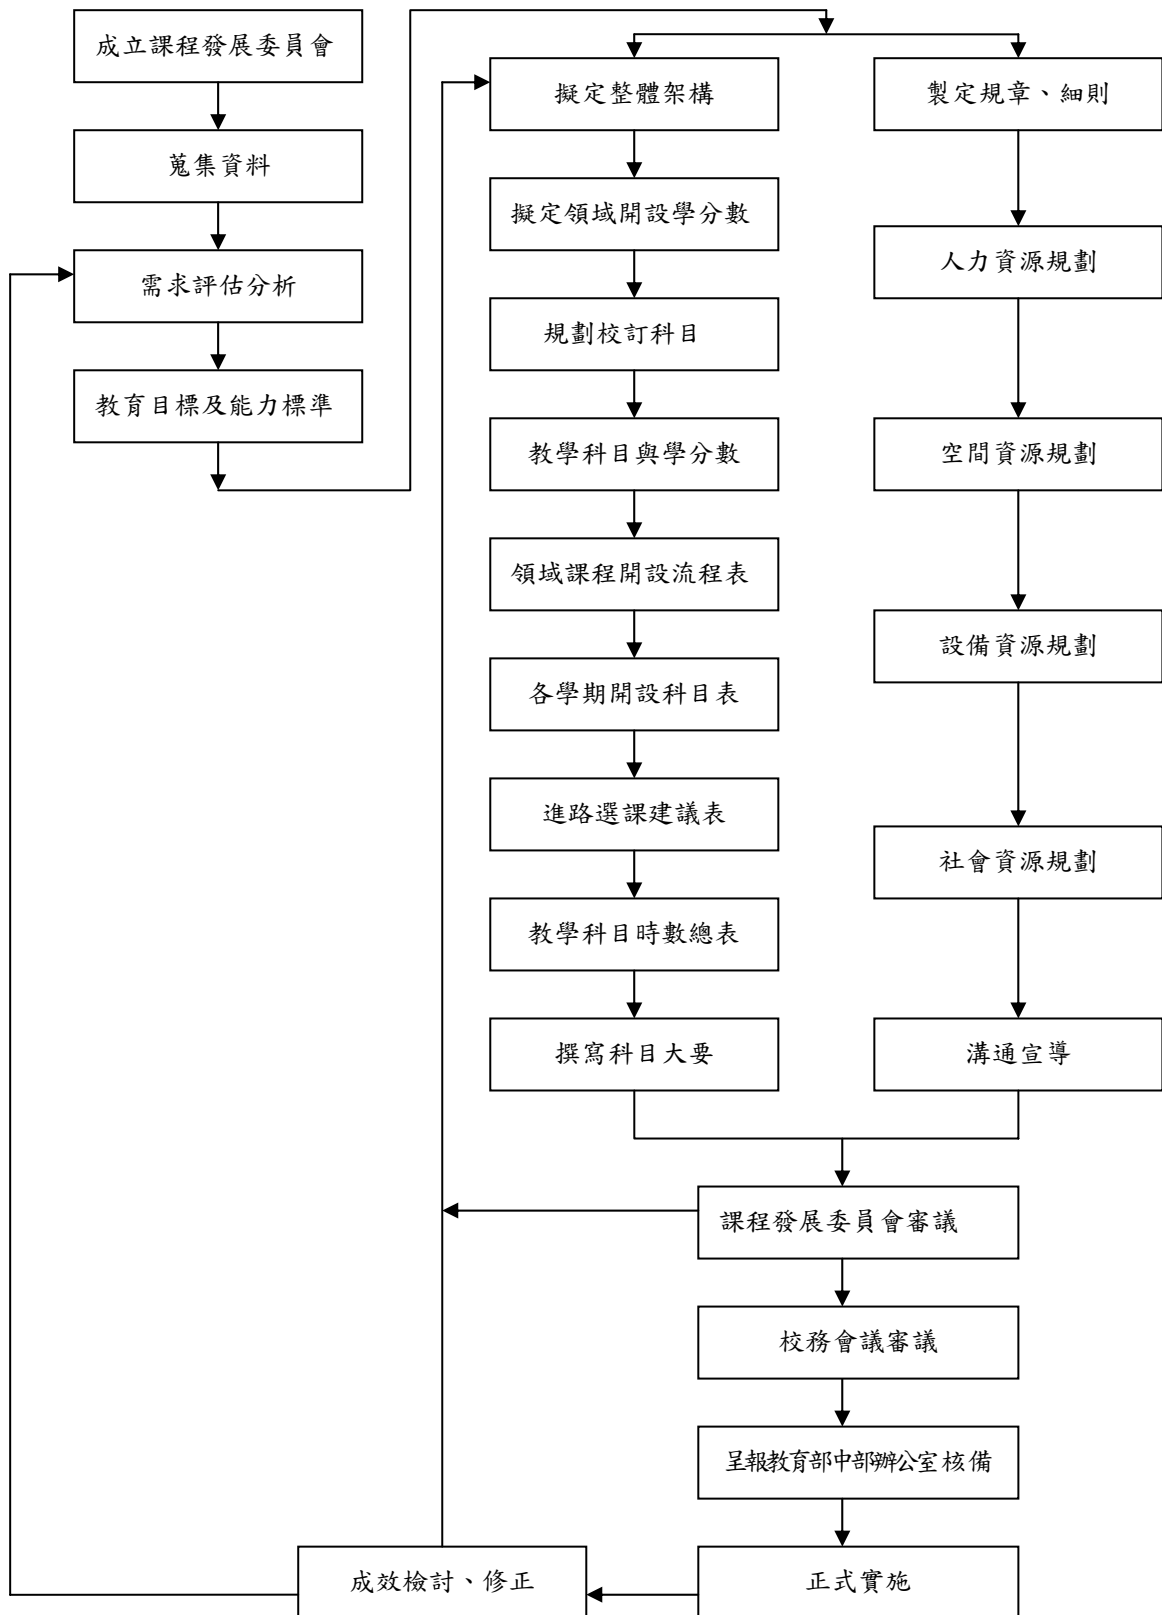 成立課程發展委員會
蒐集資料
需求評估分析
教育目標及能力標準
擬定整體架構
擬定領域開設學分數
規劃校訂科目
教學科目與學分數
領域課程開設流程表
各學期開設科目表
進路選課建議表
教學科目時數總表
撰寫科目大要
製定規章、細則
人力資源規劃
空間資源規劃
設備資源規劃
社會資源規劃
溝通宣導
課程發展委員會審議
校務會議審議
呈報教育部中部辦公室核備
正式實施
成效檢討、修正